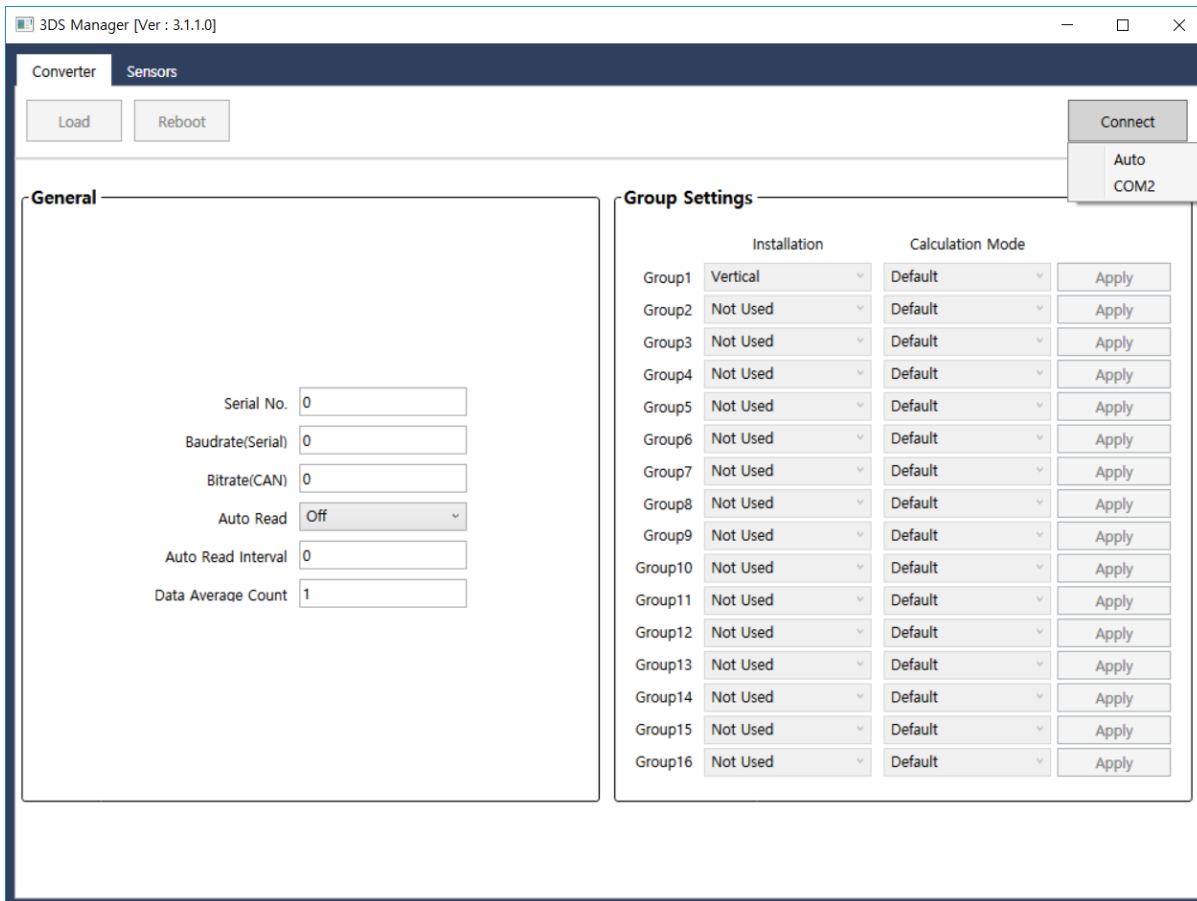 3DS Manager [Ver : 3.1.1.0]
Converter Sensors
Load Reboot Connect
Auto
COM2
General
Serial No. 0
Baudrate(Serial) 0
Bitrate(CAN) 0
Auto Read Off
Auto Read Interval 0
Data Average Count 1
Group Settings
Installation Calculation Mode
Group1 Vertical Default Apply
Group2 Not Used Default Apply
Group3 Not Used Default Apply
Group4 Not Used Default Apply
Group5 Not Used Default Apply
Group6 Not Used Default Apply
Group7 Not Used Default Apply
Group8 Not Used Default Apply
Group9 Not Used Default Apply
Group10 Not Used Default Apply
Group11 Not Used Default Apply
Group12 Not Used Default Apply
Group13 Not Used Default Apply
Group14 Not Used Default Apply
Group15 Not Used Default Apply
Group16 Not Used Default Apply